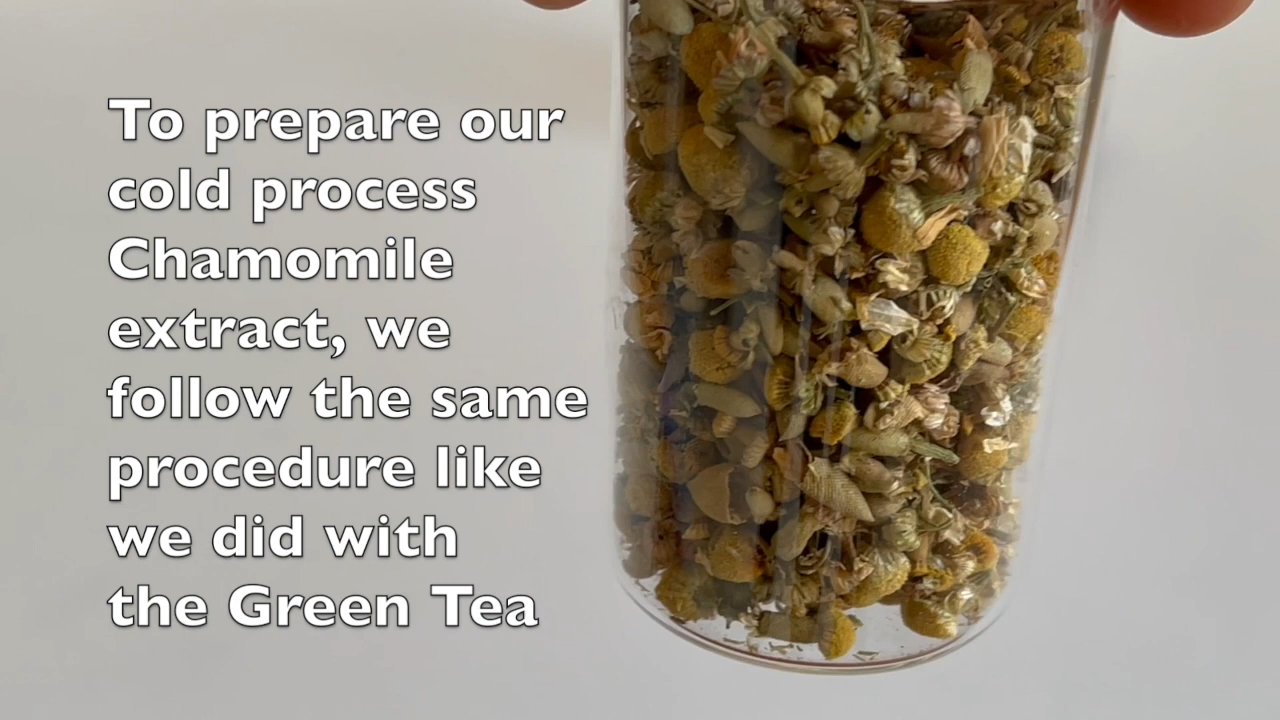 To prepare our
cold process
Chamomile
extract, we
follow the same
procedure like
we did with
the Green Tea